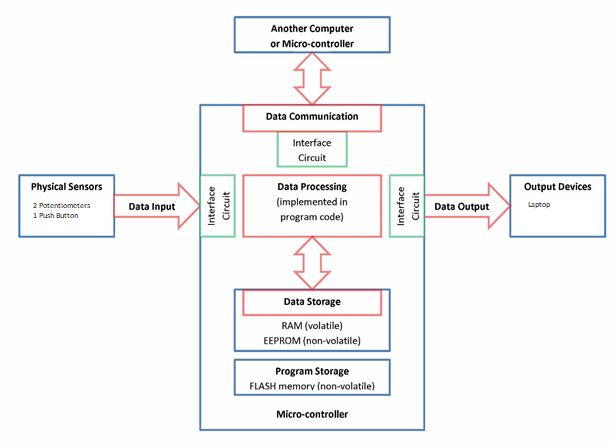 Another Computer
or Micro-controller
Data Communication
Interface
Circuit
Physical Sensors
2 Potentiometers
1 Push Button
Data Input
Interface
Circuit
Data Processing
(implemented in
program code)
Interface
Circuit
Data Output
Output Devices
Laptop
Data Storage
RAM (volatile)
EEPROM (non-volatile)
Program Storage
FLASH memory (non-volatile)
Micro-controller